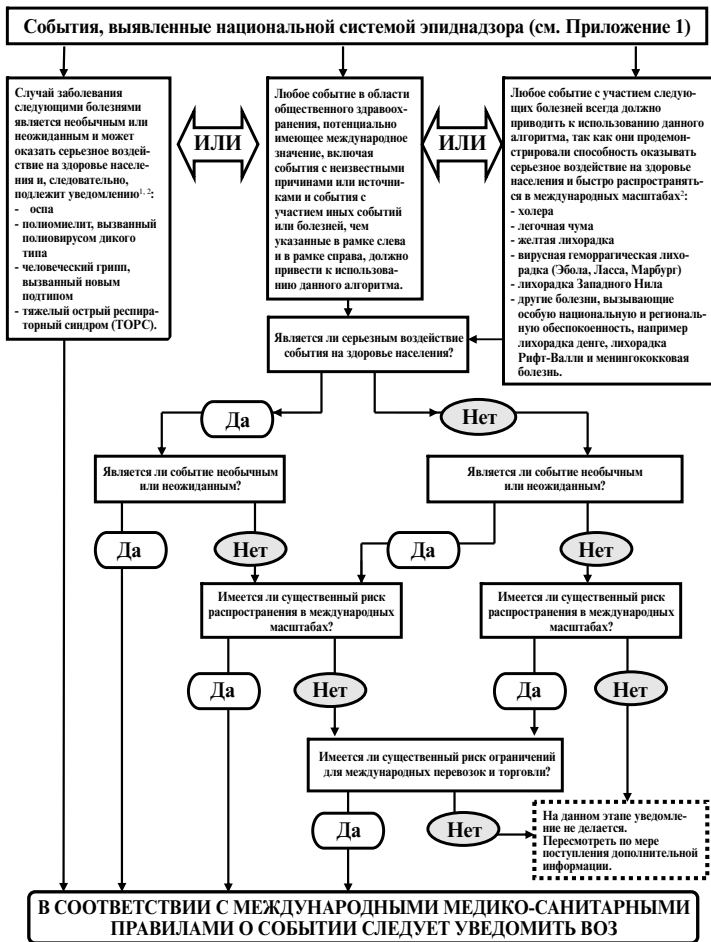 События, выявленные национальной системой эпиднадзора (см. Приложение 1)
Случай заболевания
следующими болезнями
является необычным или
неожиданным и может
оказать серьезное воздей-
ствие на здоровье населе-
ния и, следовательно,
подлежит уведомлению1, 2:
- оспа
- полиомиелит, вызванный
полиовирусом дикого
типа
- человеческий грипп,
вызванный новым
подтипом
- тяжелый острый респира-
торный синдром (ТОРС).
ИЛИ
Любое событие в области
общественного здравоох-
ранения, потенциально
имеющее международное
значение, включая
события с неизвестными
причинами или источни-
ками и события с
участием иных событий
или болезней, чем
указанные в рамке слева
и в рамке справа, должно
привести к использова-
нию данного алгоритма.
ИЛИ
Любое событие с участием следую-
щих болезней всегда должно
приводить к использованию данного
алгоритма, так как они продемон-
стрировали способность оказывать
серьезное воздействие на здоровье
населения и быстро распространять-
ся в международных масштабах2:
- холера
- легочная чума
- желтая лихорадка
- вирусная геморрагическая лихо-
радка (Эбола, Ласса, Марбург)
- лихорадка Западного Нила
- другие болезни, вызывающие
особую национальную и региональ-
ную обеспокоенность, например
лихорадка денге, лихорадка
Рифт-Валли и менингококковая
болезнь.
Является ли серьезным воздействие
события на здоровье населения?
Да
Нет
Является ли событие необычным
или неожиданным?
Является ли событие необычным
или неожиданным?
Да
Нет
Да
Нет
Имеется ли существенный риск
распространения в международных
масштабах?
Имеется ли существенный риск
распространения в международных
масштабах?
Да
Нет
Да
Нет
Имеется ли существенный риск ограничений
для международных перевозок и торговли?
Да
Нет
На данном этапе уведомле-
ние не делается.
Пересмотреть по мере
поступления дополнительной
информации.
В СООТВЕТСТВИИ С МЕЖДУНАРОДНЫМИ МЕДИКО-САНИТАРНЫМИ
ПРАВИЛАМИ О СОБЫТИИ СЛЕДУЕТ УВЕДОМИТЬ ВОЗ